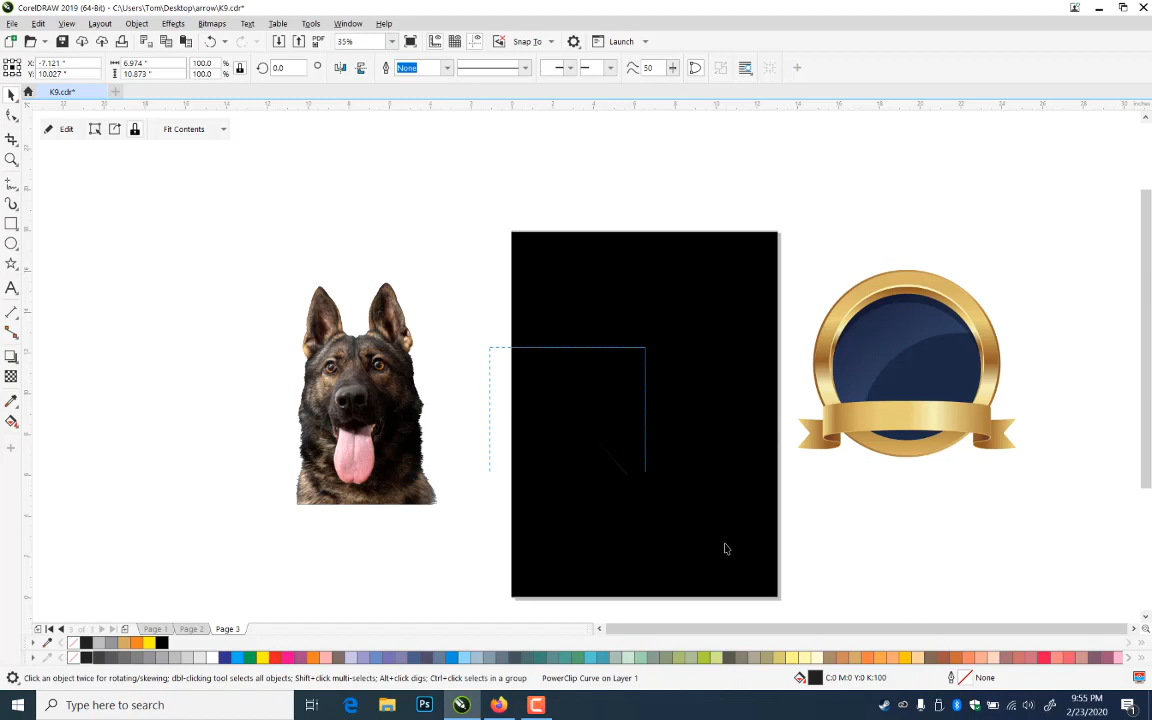 CorelDRAW 2019 (64-Bit) - C:\Users\Tom\Desktop\arrow\K9.cdr*
File Edit View Layout Object Effects Bitmaps Text Table Tools Window Help
PDF 35% Snap To Launch
X: -7.121 " 6.974 " 100.0 % 0.0 None 50
Y: 10.027 " 10.873 " 100.0 %
K9.cdr*
Edit Fit Contents
3 of 3 Page 1 Page 2 Page 3
Click an object twice for rotating/skewing; dbl-clicking tool selects all objects; Shift+click multi-selects; Alt+click digs; Ctrl+click selects in a group PowerClip Curve on Layer 1 C:0 M:0 Y:0 K:100 None
Type here to search
9:55 PM
2/23/2020